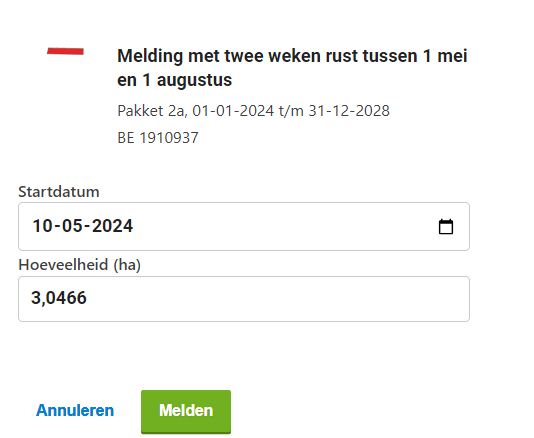 Melding met twee weken rust tussen 1 mei
en 1 augustus
Pakket 2a, 01-01-2024 t/m 31-12-2028
BE 1910937
Startdatum
10-05-2024
Hoeveelheid (ha)
3,0466
Annuleren Melden